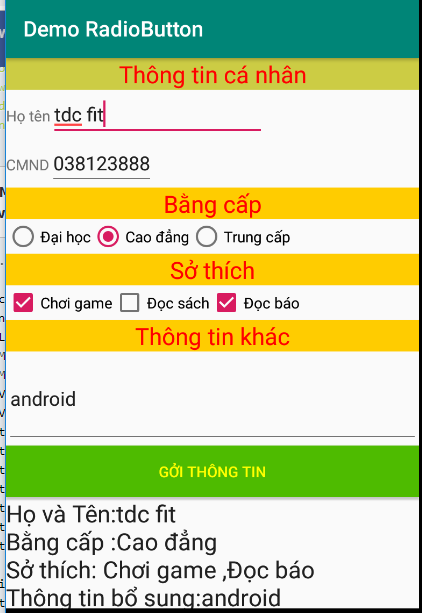 Demo RadioButton
Thông tin cá nhân
Họ tên tdc fit
CMND 038123888
Bằng cấp
Đại học Cao đẳng Trung cấp
Sở thích
Chơi game Đọc sách Đọc báo
Thông tin khác
android
GỞI THÔNG TIN
Họ và Tên:tdc fit
Bằng cấp :Cao đẳng
Sở thích: Chơi game ,Đọc báo
Thông tin bổ sung:android